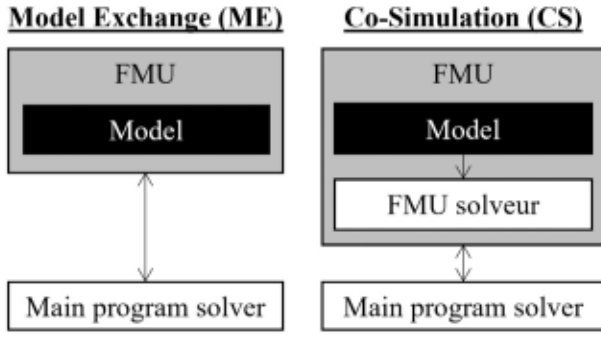 Model Exchange (ME)
FMU
Model
Main program solver
Co-Simulation (CS)
FMU
Model
FMU solveur
Main program solver